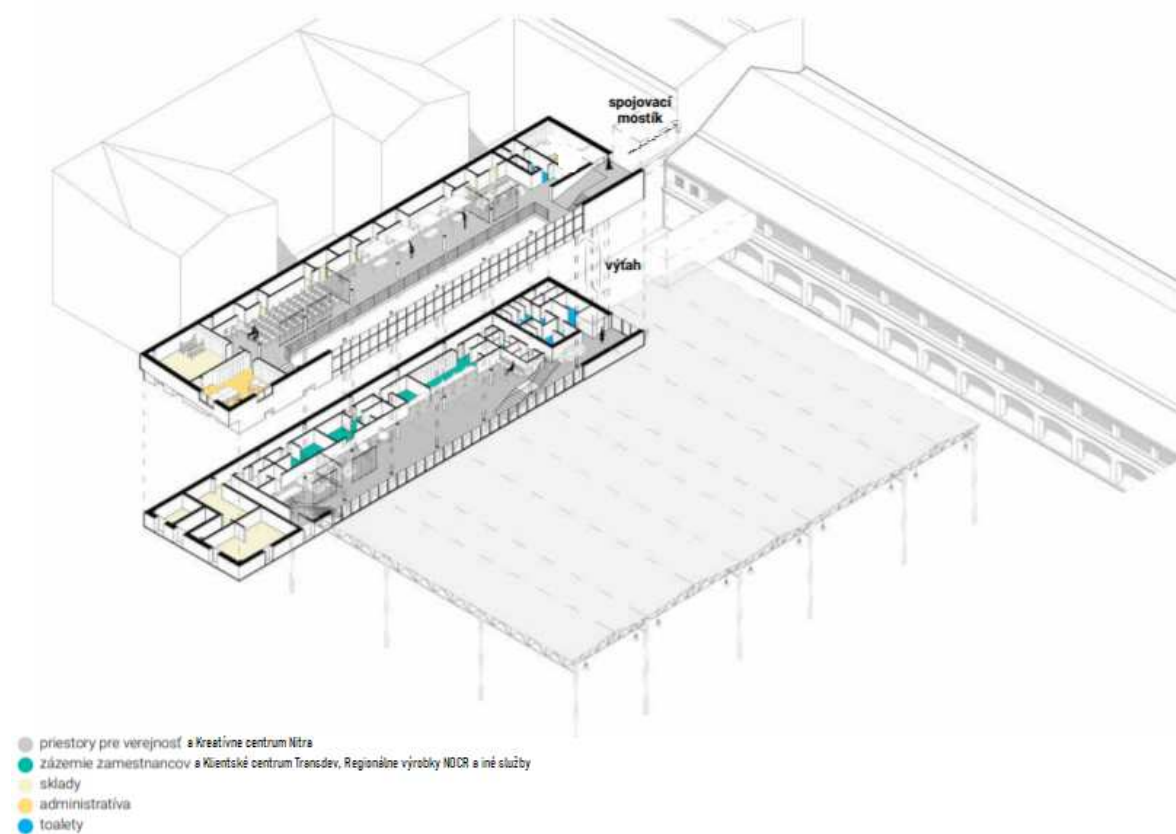 spojovací
mostík
výťah
priestory pre verejnosť a Kreatívne centrum Nitra
zázemie zamestnancov a Klientské centrum Transdev, Regionálne výrobky NOCR a iné služby
sklady
administratíva
toalety